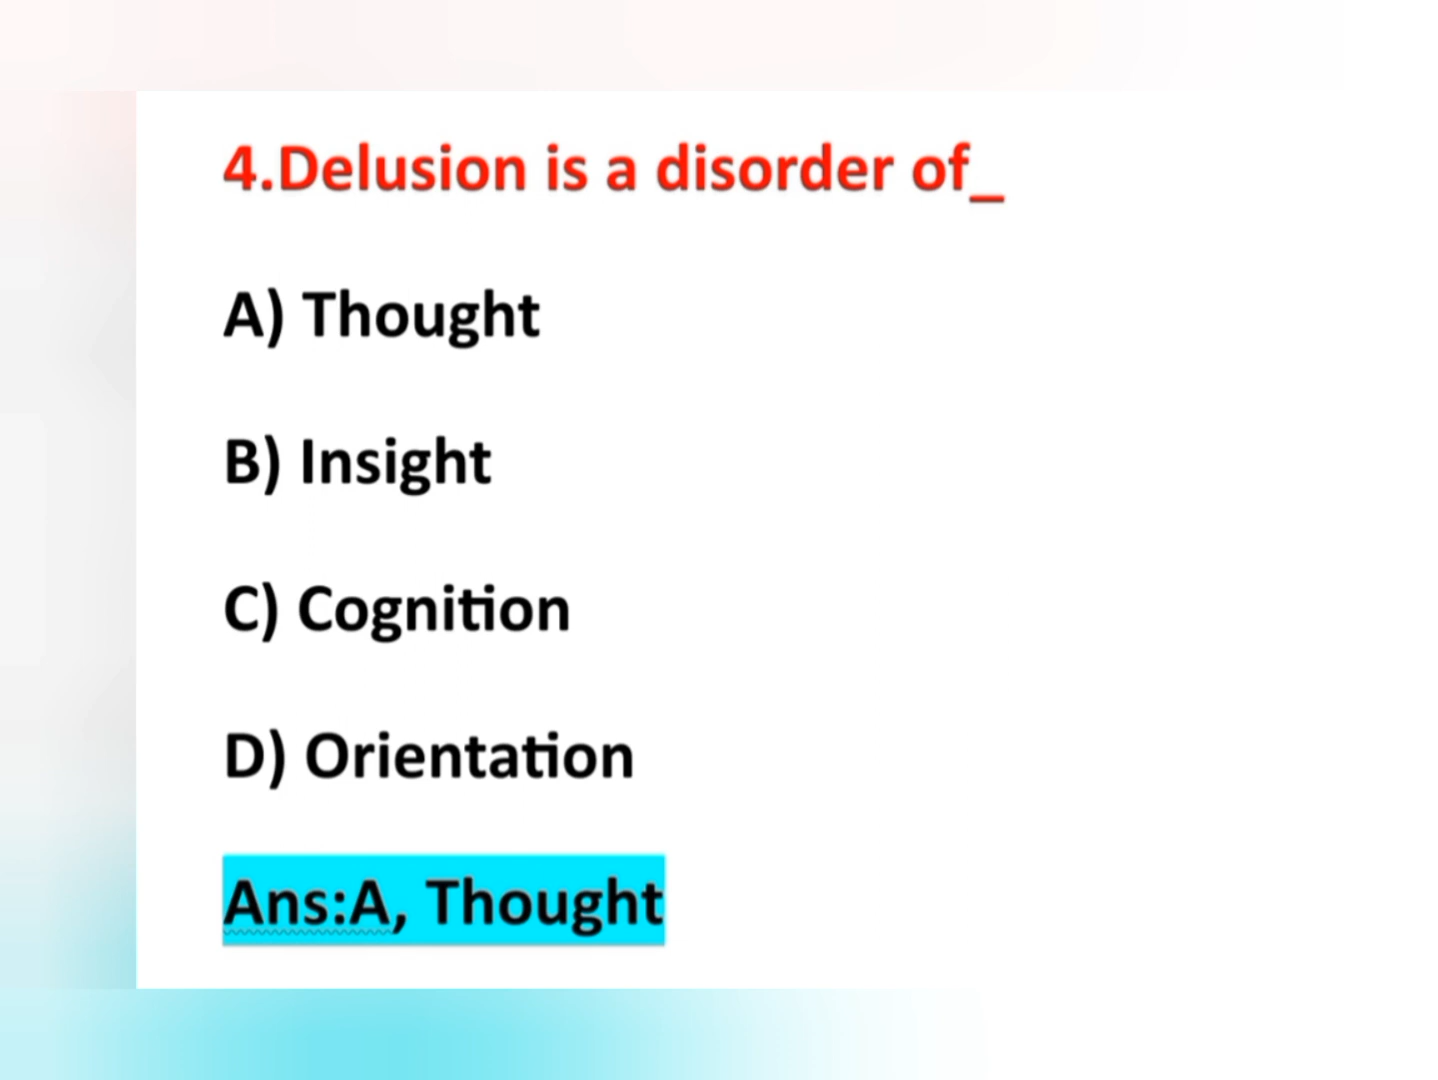 4.Delusion is a disorder of_
A) Thought
B) Insight
C) Cognition
D) Orientation
Ans:A, Thought